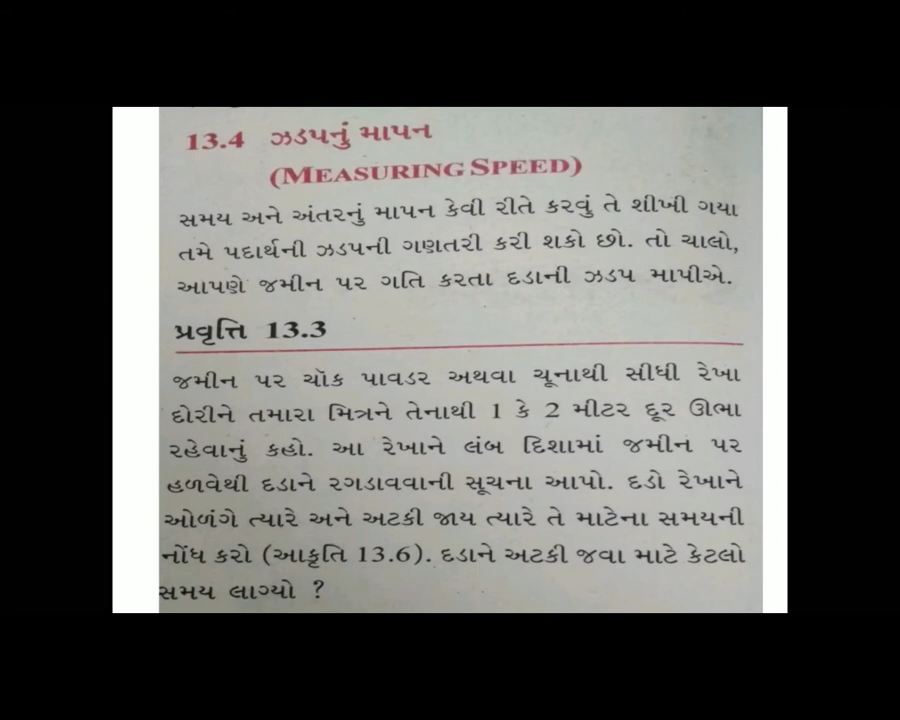 13.4 ઝડપનું માપન
(MEASURING SPEED)
સમય અને અંતરનું માપન કેવી રીતે કરવું તે શીખી ગયા
તમે પદાર્થની ઝડપની ગણતરી કરી શકો છો. તો ચાલો,
આપણે જમીન પર ગતિ કરતા દડાની ઝડપ માપીએ.
પ્રવૃત્તિ 13.3
જમીન પર ચૉક પાવડર અથવા ચૂનાથી સીધી રેખા
દોરીને તમારા મિત્રને તેનાથી 1 કે 2 મીટર દૂર ઊભા
રહેવાનું કહો. આ રેખાને લંબ દિશામાં જમીન પર
હળવેથી દડાને રગડાવવાની સૂચના આપો. દડો રેખાને
ઓળંગે ત્યારે અને અટકી જાય ત્યારે તે માટેના સમયની
નોંધ કરો (આકૃતિ 13.6). દડાને અટકી જવા માટે કેટલો
સમય લાગ્યો ?